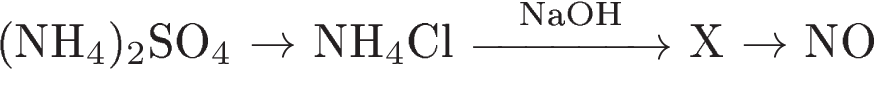 (NH₄)₂SO₄ → NH₄Cl —NaOH→ X → NO